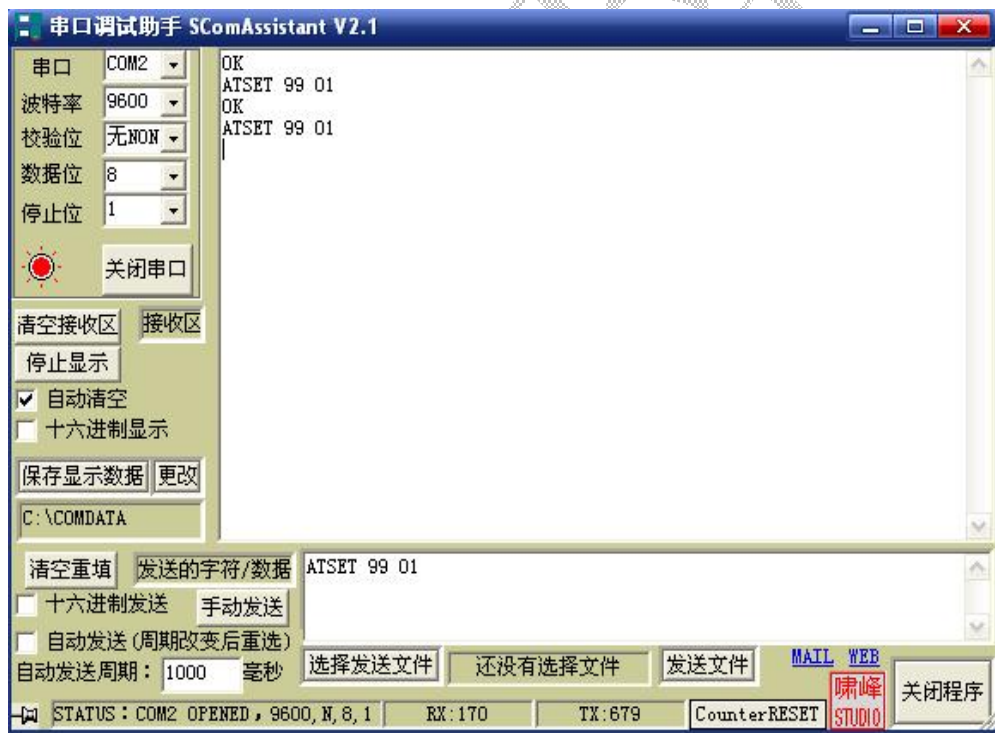 串口调试助手 SComAssistant V2.1
串口 COM2
波特率 9600
校验位 无NON
数据位 8
停止位 1
关闭串口
OK
ATSET 99 01
OK
ATSET 99 01
清空接收区 接收区
停止显示
自动清空
十六进制显示
保存显示数据 更改
C:\COMDATA
清空重填 发送的字符/数据
ATSET 99 01
十六进制发送 手动发送
自动发送(周期改变后重选)
自动发送周期： 1000 毫秒
选择发送文件 还没有选择文件 发送文件
MAIL WEB
啸峰
STUDIO
关闭程序
STATUS：COM2 OPENED，9600,N,8,1 RX:170 TX:679 CounterRESET